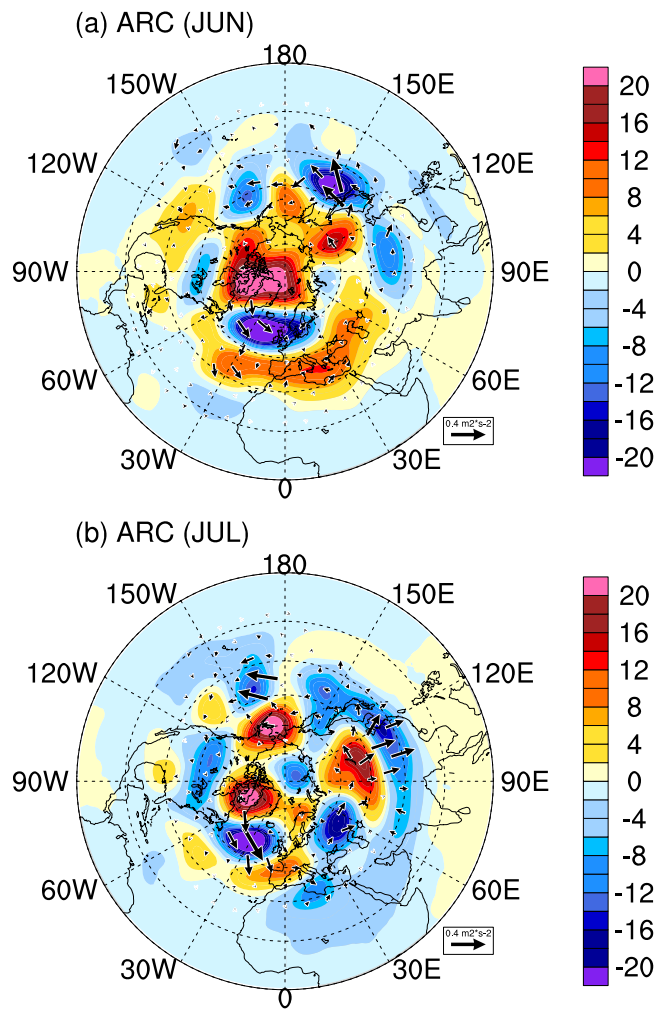 (a) ARC (JUN)
180
150W
150E
120W
120E
90W
90E
60W
60E
30W
30E
0
0.4 m2*s-2
20
16
12
8
4
0
-4
-8
-12
-16
-20
(b) ARC (JUL)
180
150W
150E
120W
120E
90W
90E
60W
60E
30W
30E
0
0.4 m2*s-2
20
16
12
8
4
0
-4
-8
-12
-16
-20